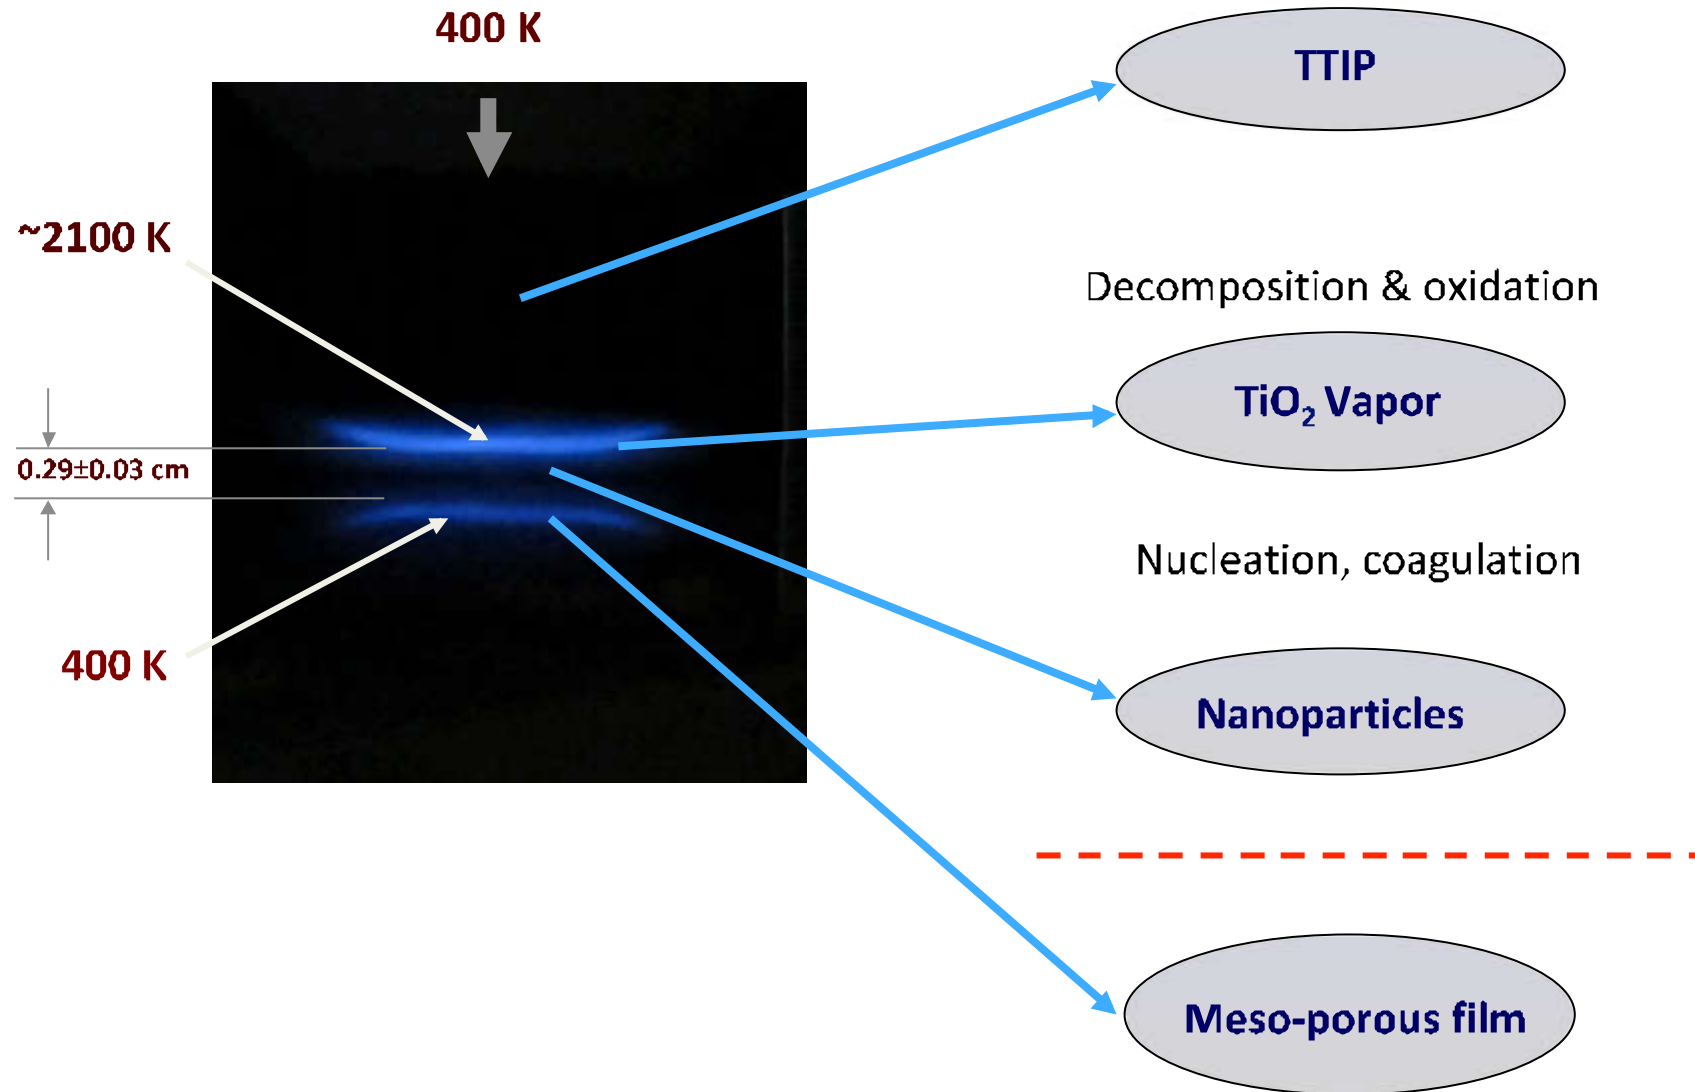 400 K
TTIP
~2100 K
Decomposition & oxidation
TiO₂ Vapor
0.29±0.03 cm
Nucleation, coagulation
400 K
Nanoparticles
Meso-porous film